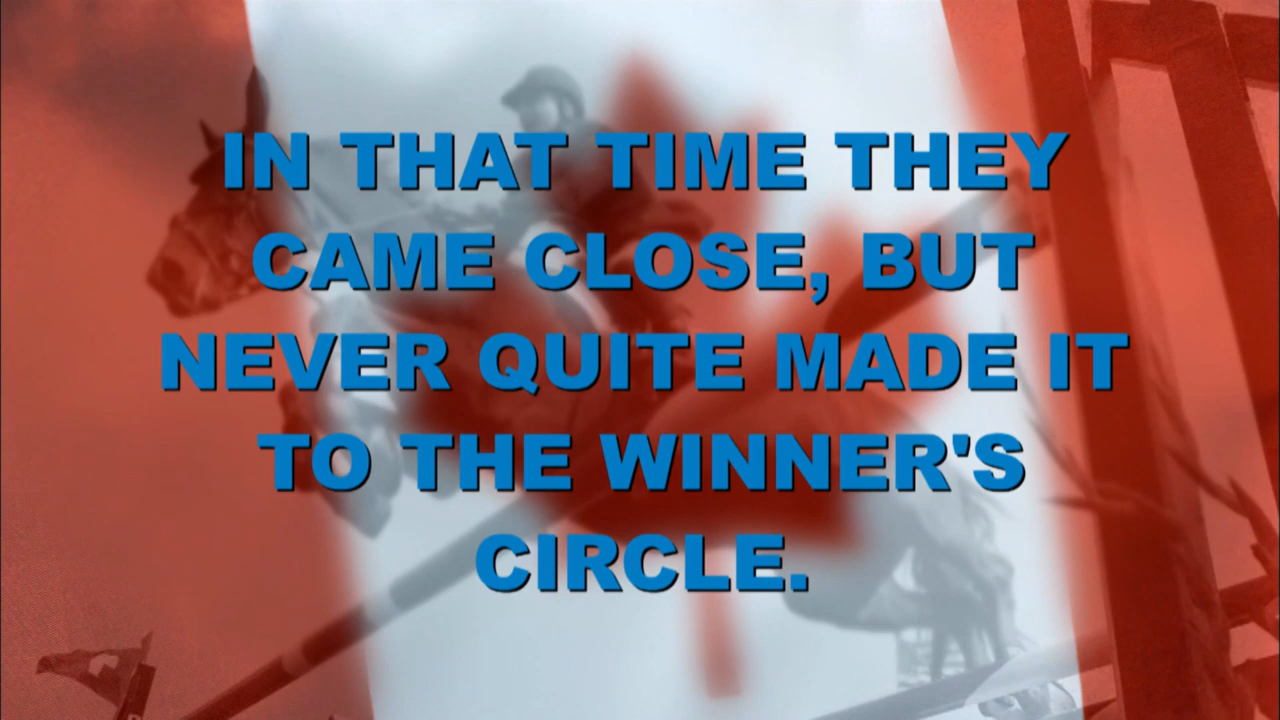 IN THAT TIME THEY
CAME CLOSE, BUT
NEVER QUITE MADE IT
TO THE WINNER'S
CIRCLE.